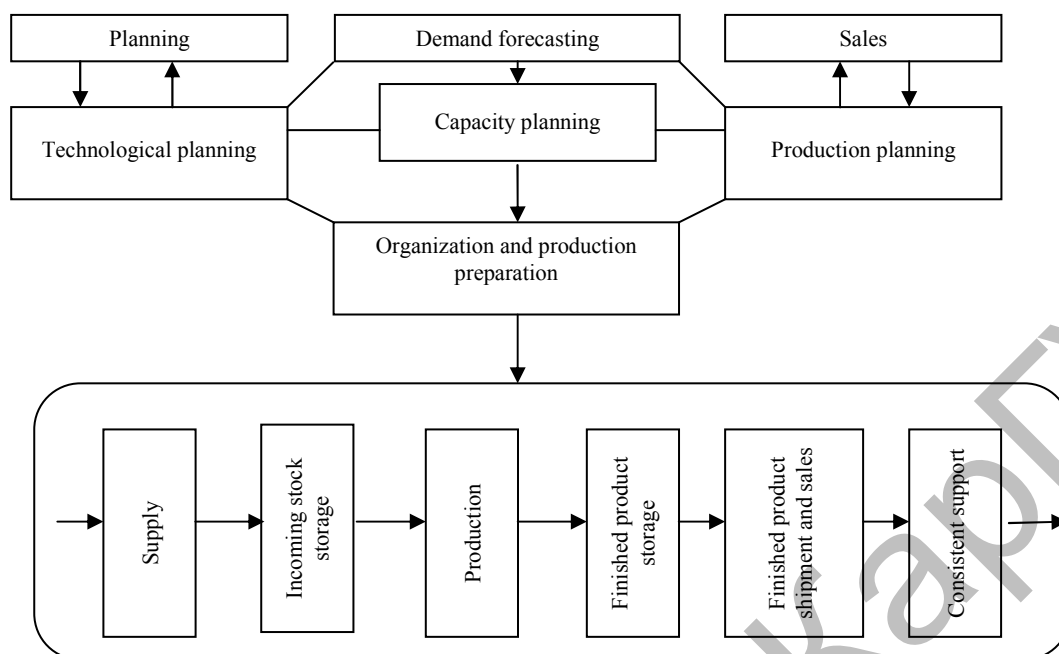 Planning
Demand forecasting
Sales
Technological planning
Capacity planning
Production planning
Organization and production
preparation
Supply
Incoming stock
storage
Production
Finished product
storage
Finished product
shipment and sales
Consistent support
КарГ